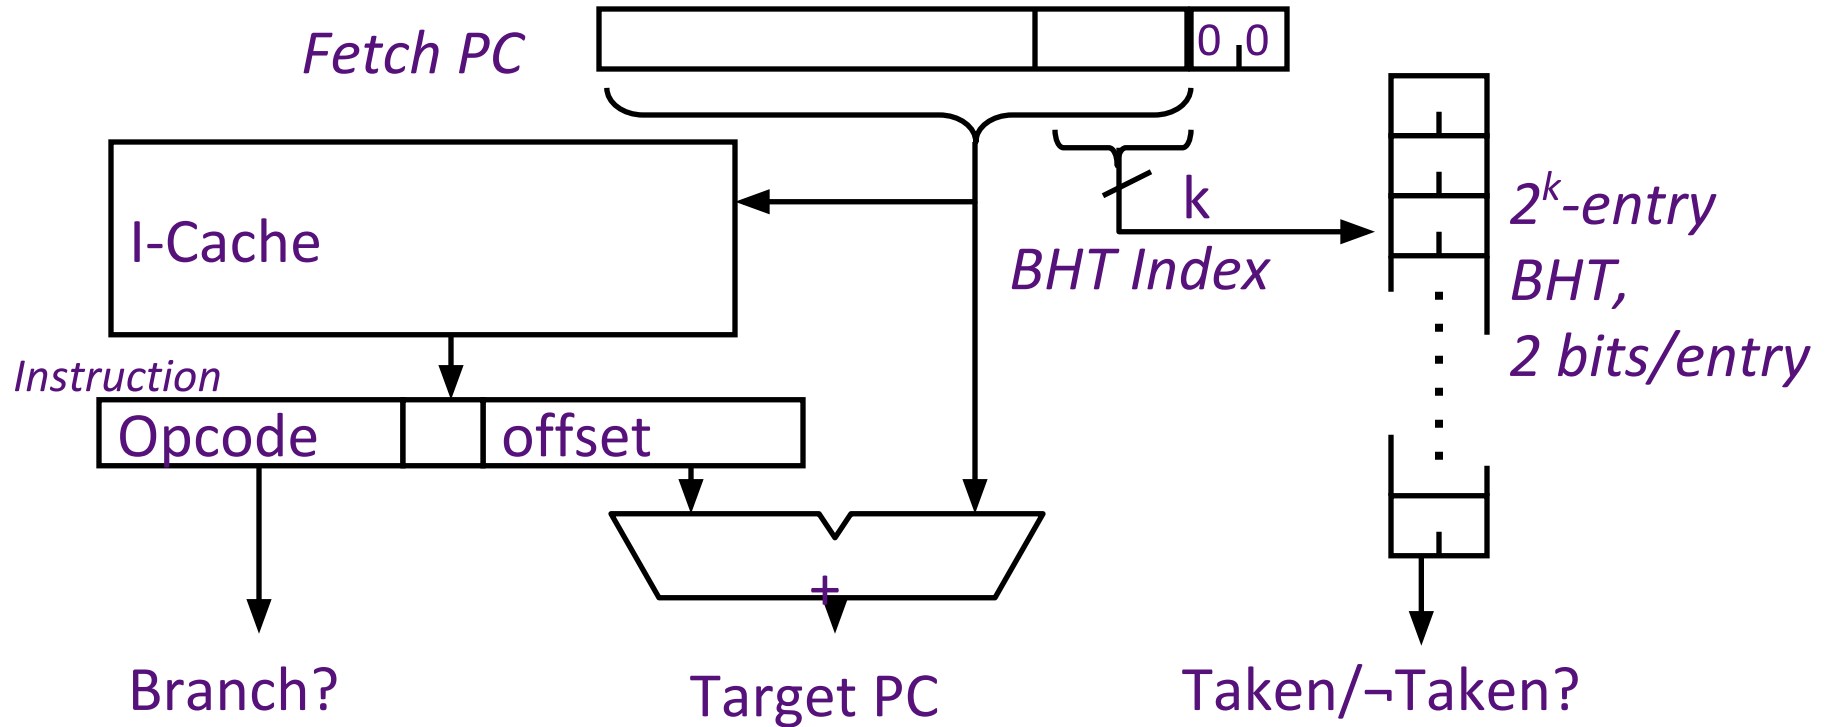 Fetch PC
0 0
I-Cache
k
BHT Index
2^k-entry
BHT,
2 bits/entry
Instruction
Opcode
offset
+
Branch?
Target PC
Taken/¬Taken?